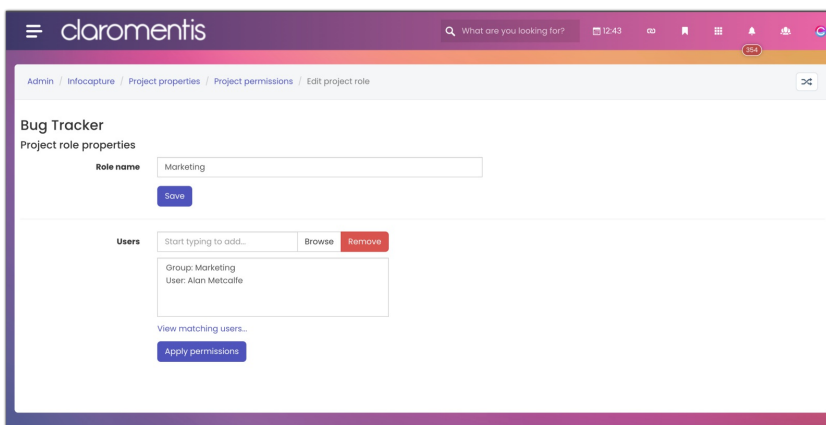 claromentis
What are you looking for?
12:43
354
Admin / Infocapture / Project properties / Project permissions / Edit project role
Bug Tracker
Project role properties
Role name
Marketing
Save
Users
Start typing to add...
Browse
Remove
Group: Marketing
User: Alan Metcalfe
View matching users...
Apply permissions